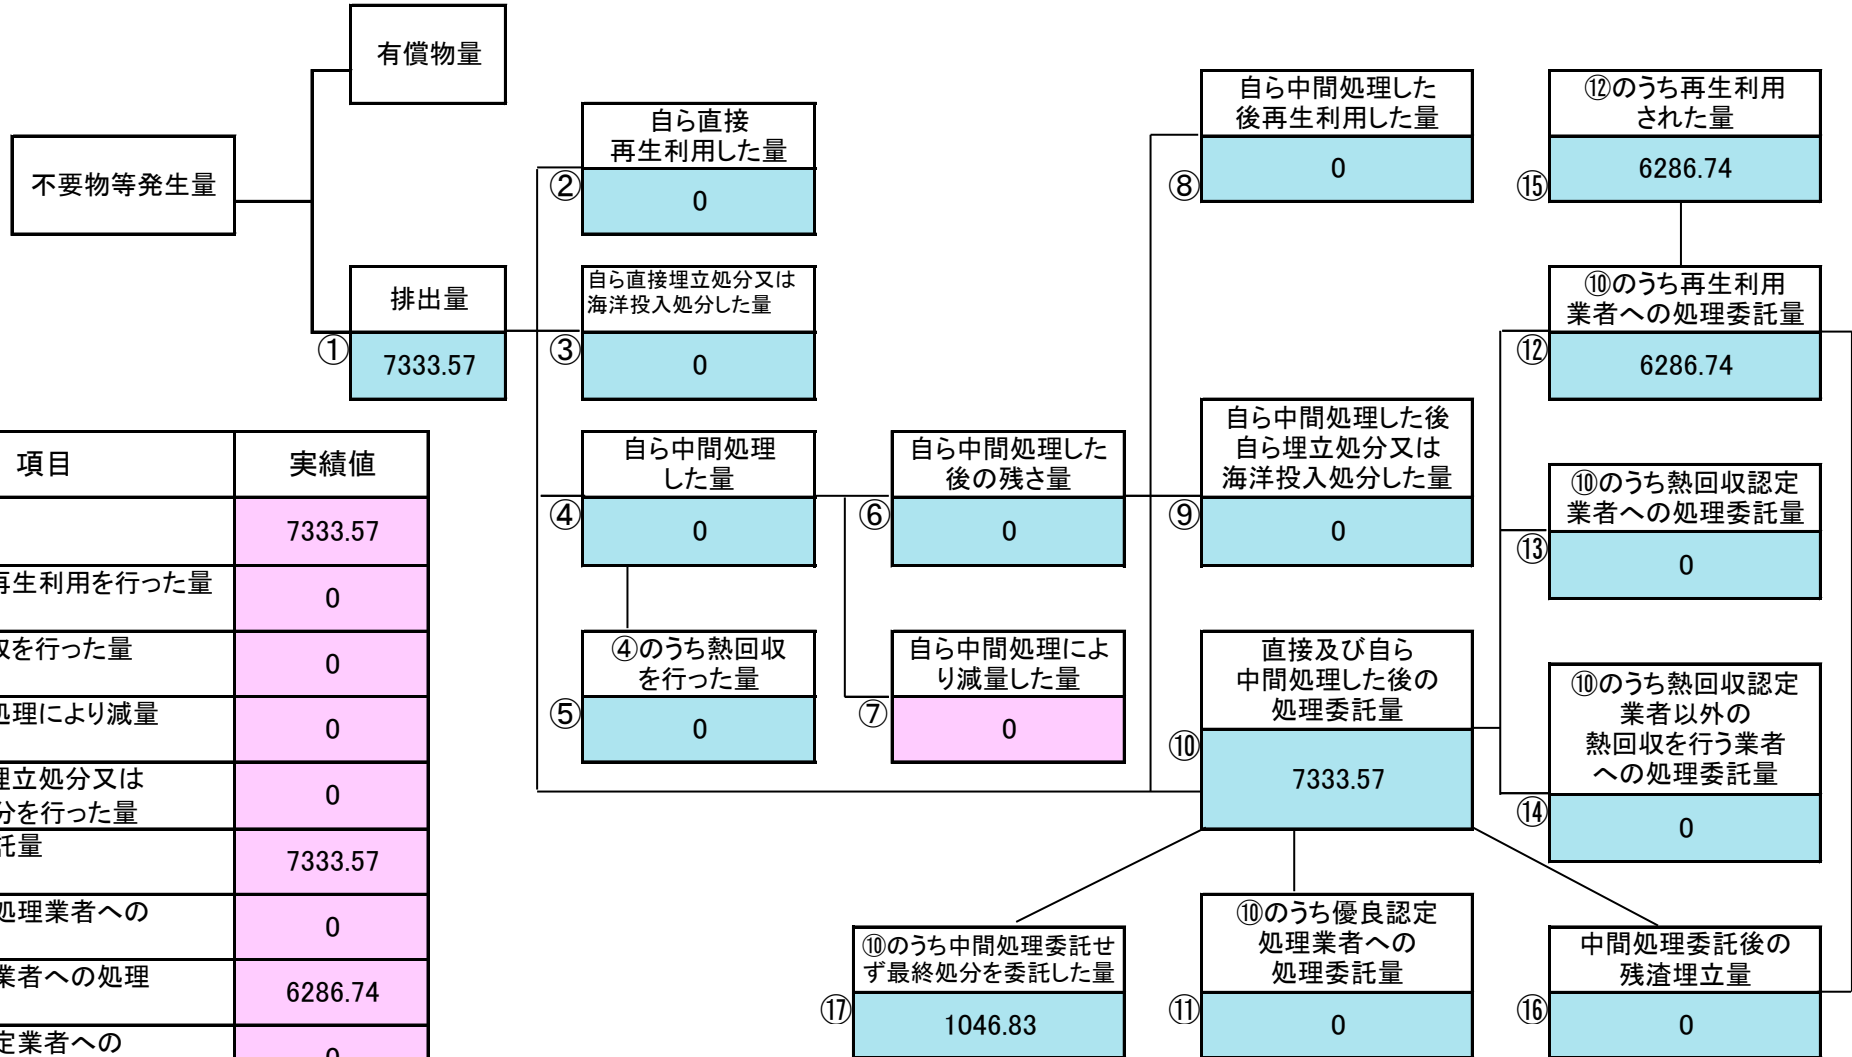 有償物量
不要物等発生量
排出量
①
7333.57
自ら直接
再生利用した量
②
0
自ら直接埋立処分又は
海洋投入処分した量
③
0
自ら中間処理
した量
④
0
④のうち熱回収
を行った量
⑤
0
自ら中間処理した
後の残さ量
⑥
0
自ら中間処理によ
り減量した量
⑦
0
自ら中間処理した
後再生利用した量
⑧
0
自ら中間処理した後
自ら埋立処分又は
海洋投入処分した量
⑨
0
直接及び自ら
中間処理した後の
処理委託量
⑩
7333.57
⑫のうち再生利用
された量
⑮
6286.74
⑩のうち再生利用
業者への処理委託量
⑫
6286.74
⑩のうち熱回収認定
業者への処理委託量
⑬
0
⑩のうち熱回収認定
業者以外の
熱回収を行う業者
への処理委託量
⑭
0
⑩のうち中間処理委託せ
ず最終処分を委託した量
⑰
1046.83
⑩のうち優良認定
処理業者への
処理委託量
⑪
0
中間処理委託後の
残渣埋立量
⑯
0
項目
実績値
7333.57
再生利用を行った量
0
を行った量
0
処理により減量
0
埋立処分又は
分を行った量
0
託量
7333.57
処理業者への
0
業者への処理
6286.74
定業者への
0